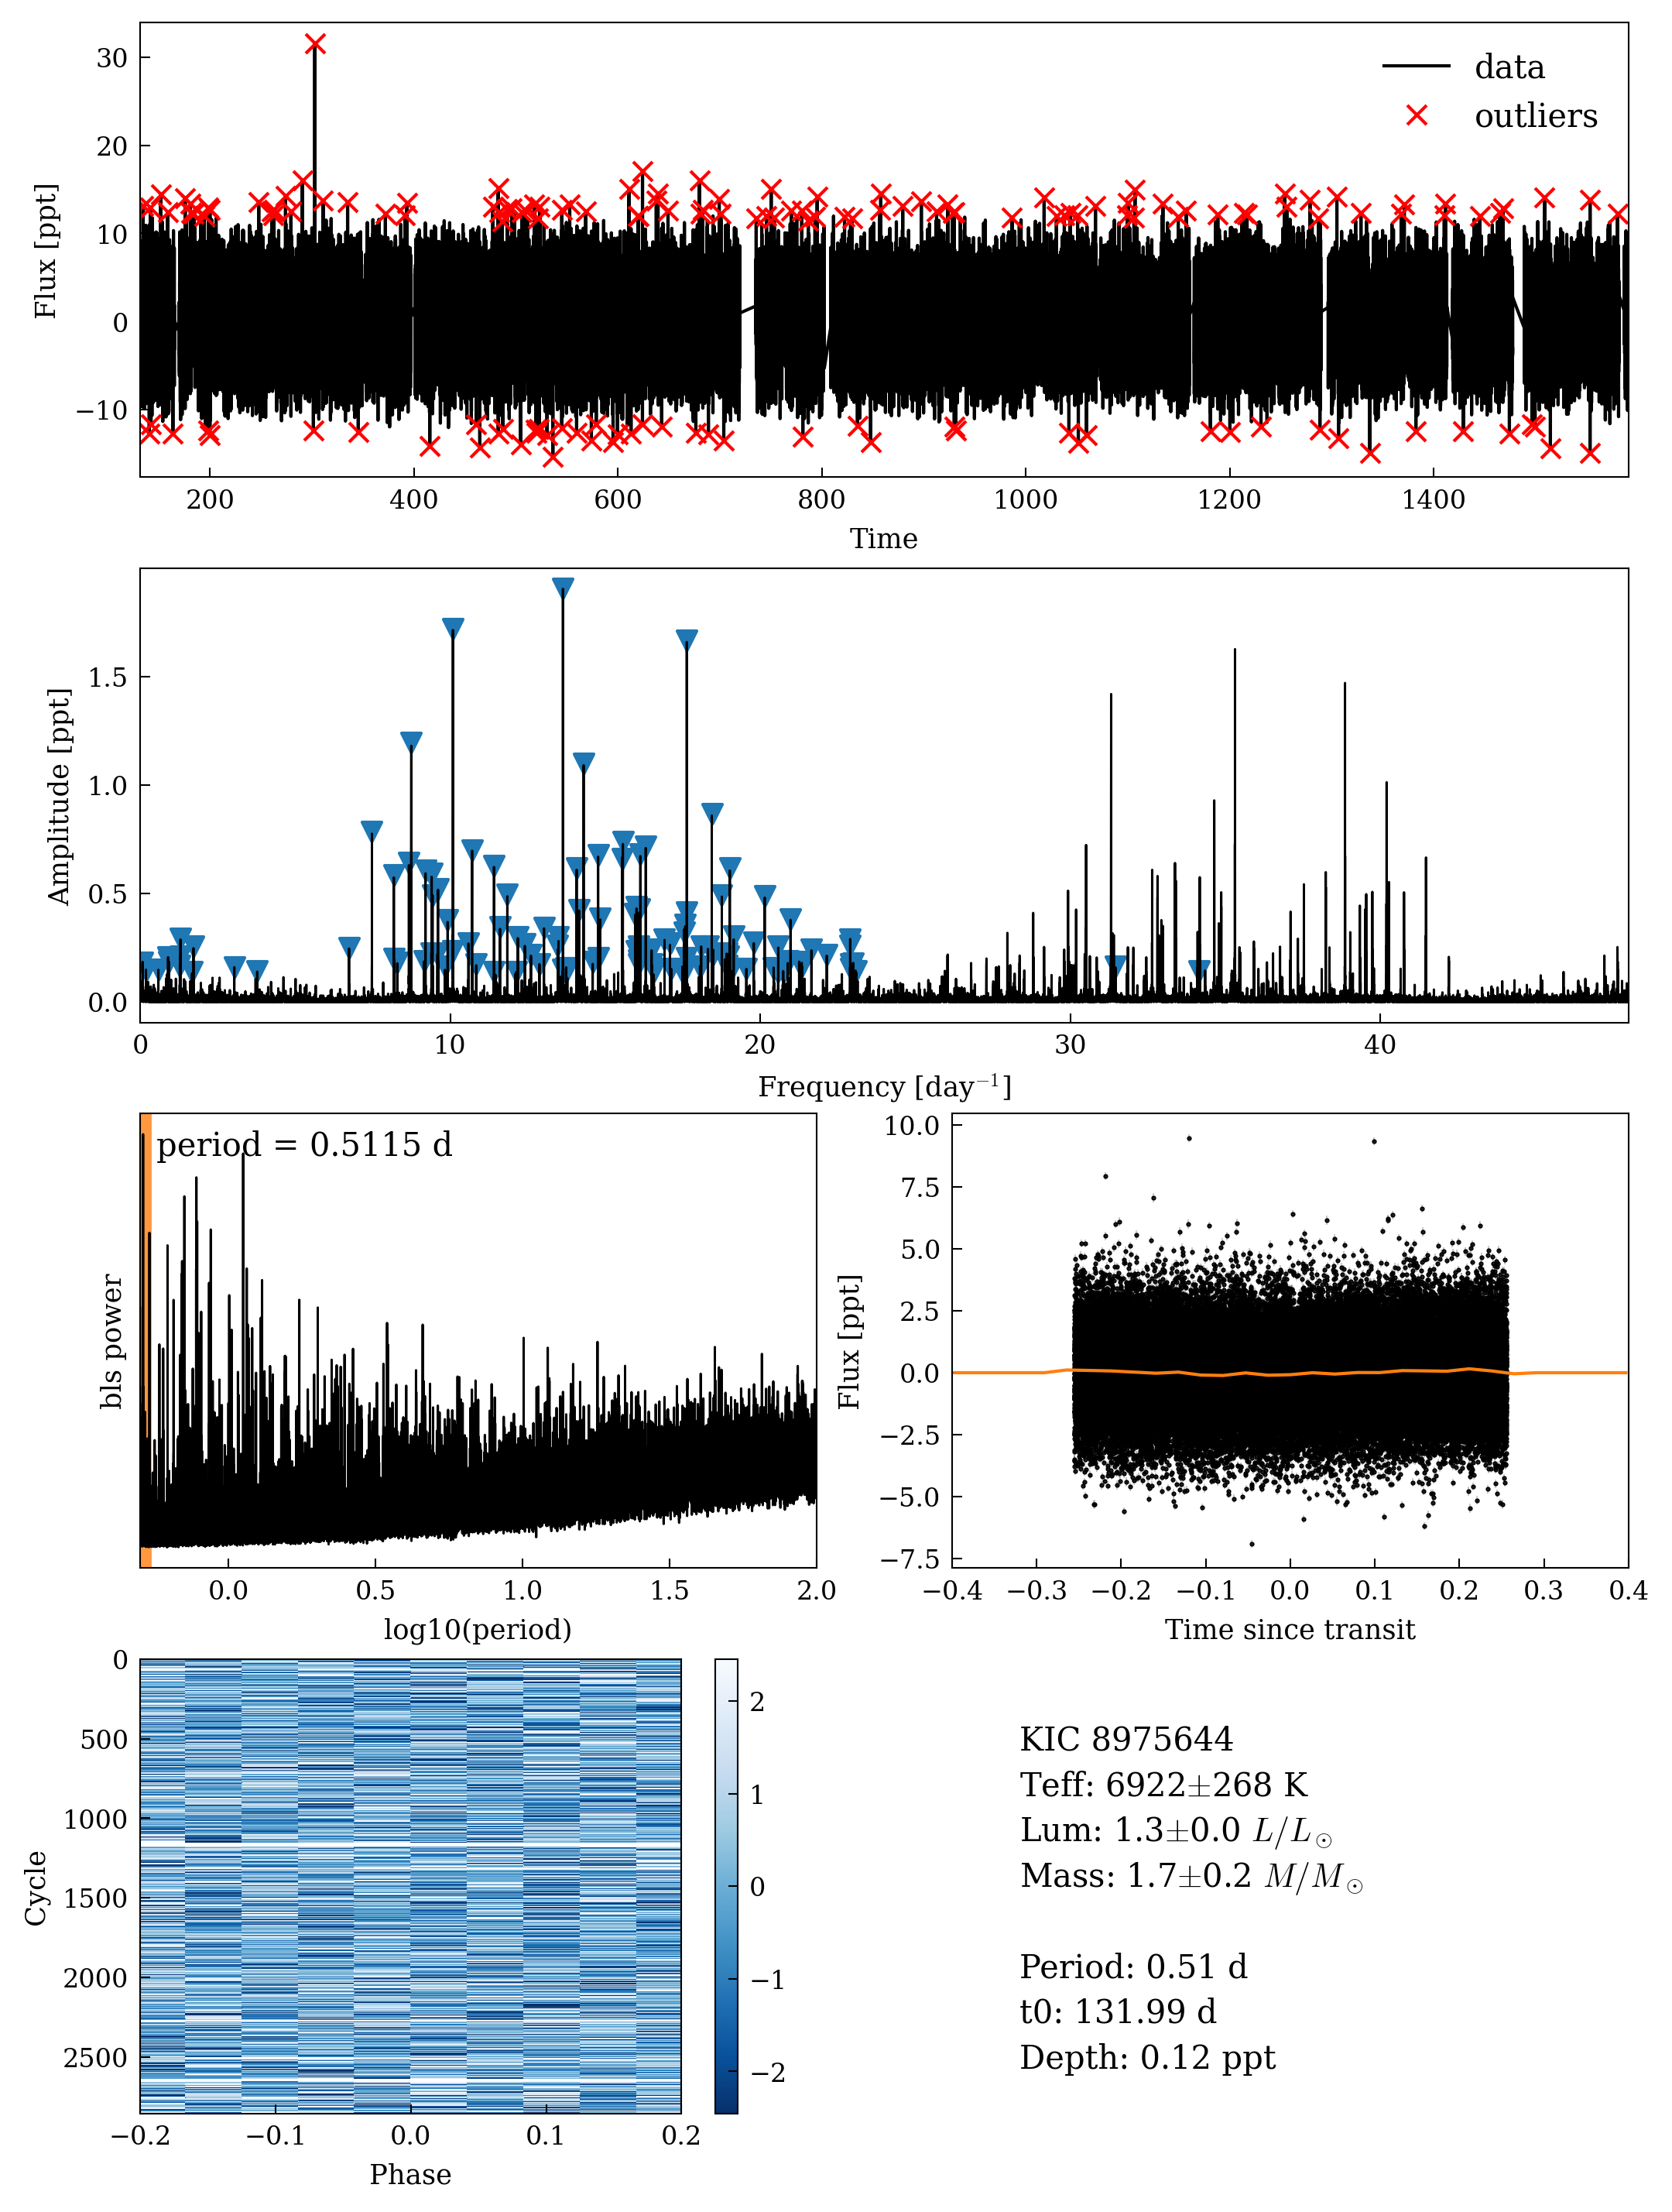 30
20
10
0
−10
Flux [ppt]
data
outliers
200
400
600
800
1000
1200
1400
Time
1.5
1.0
0.5
0.0
Amplitude [ppt]
0
10
20
30
40
Frequency [day⁻¹]
period = 0.5115 d
bls power
0.0
0.5
1.0
1.5
2.0
log10(period)
10.0
7.5
5.0
2.5
0.0
−2.5
−5.0
−7.5
Flux [ppt]
−0.4
−0.3
−0.2
−0.1
0.0
0.1
0.2
0.3
0.4
Time since transit
0
500
1000
1500
2000
2500
Cycle
−0.2
−0.1
0.0
0.1
0.2
Phase
2
1
0
−1
−2
KIC 8975644
Teff: 6922±268 K
Lum: 1.3±0.0 L/L⊙
Mass: 1.7±0.2 M/M⊙
Period: 0.51 d
t0: 131.99 d
Depth: 0.12 ppt